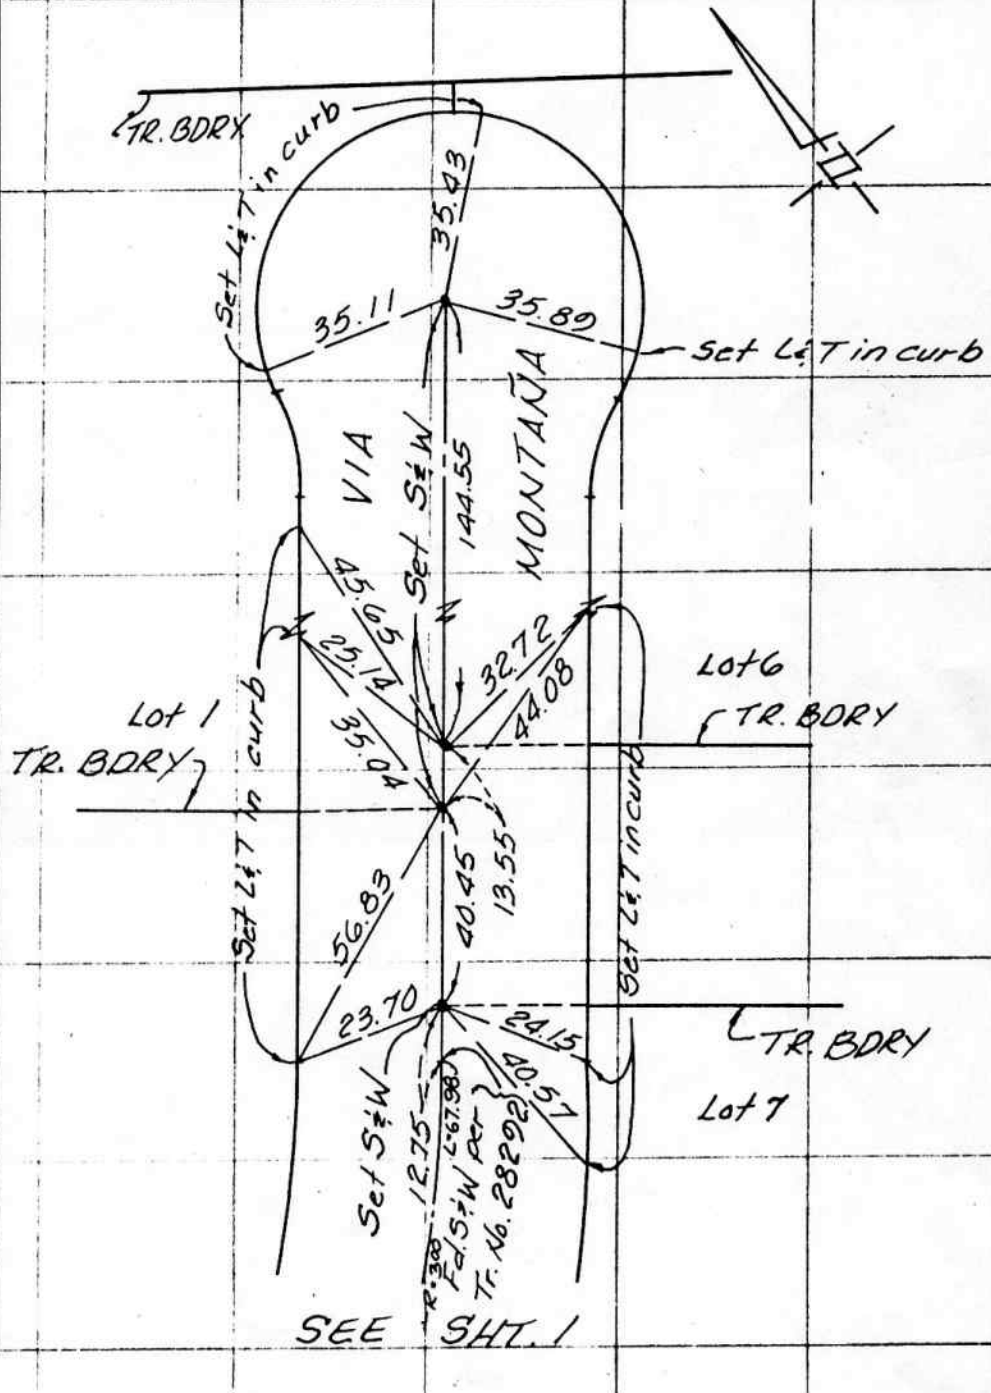 TR. BDRY
Set L&T in curb
35.43
35.11
35.89
Set L&T in curb
VIA MONTAÑA
Set S&W
144.55
45.65
25.14
35.04
32.72
44.08
Lot 6
TR. BDRY
Lot 1
TR. BDRY
Set L&T in curb
Set L&T in curb
13.55
40.45
56.83
23.70
24.15
40.57
TR. BDRY
Lot 7
Set S&W
12.75
L=67.98
R=300
Fd. S&W per
Tr. No. 28292
SEE SHT. 1